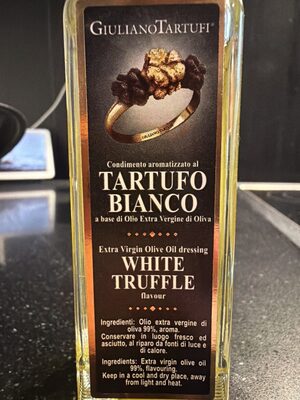 GIULIANOTARTUFI®
GIULIANO TARTUFI
Condimento aromatizzato al
TARTUFO
BIANCO
a base di Olio Extra Vergine di Oliva
Extra Virgin Olive Oil dressing
WHITE
TRUFFLE
flavour
Ingredienti: Olio extra vergine di
oliva 99%, aroma.
Conservare in luogo fresco ed
asciutto, al riparo da fonti di luce e
di calore.
Ingredients: Extra virgin olive oil
99%, flavouring.
Keep in a cool and dry place, away
from light and heat.